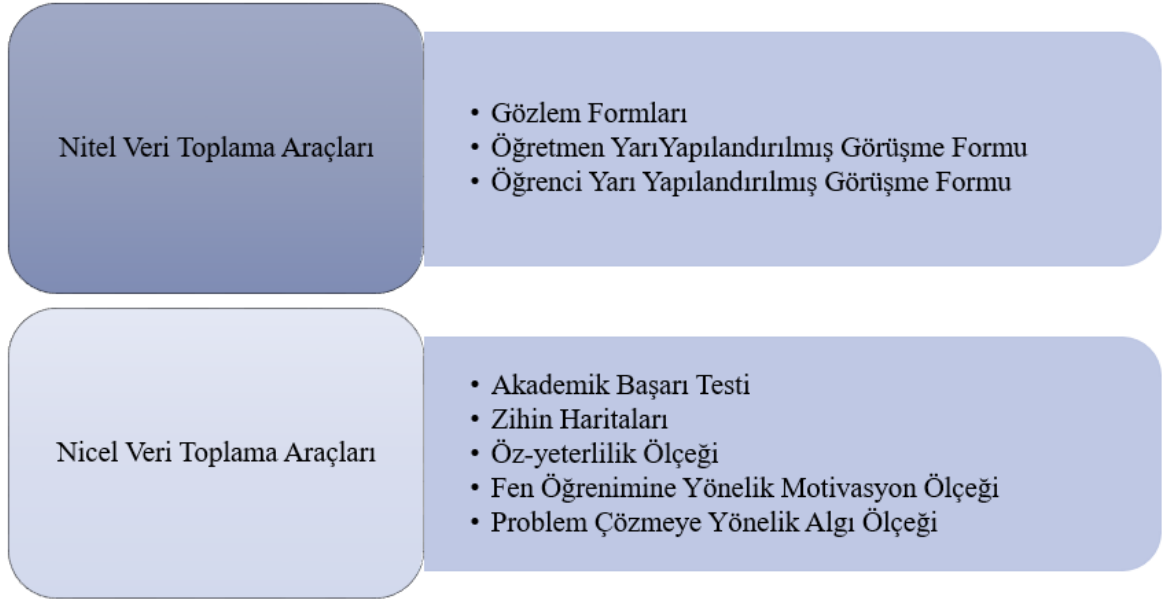 Nitel Veri Toplama Araçları
• Gözlem Formları
• Öğretmen YarıYapılandırılmış Görüşme Formu
• Öğrenci Yarı Yapılandırılmış Görüşme Formu
Nicel Veri Toplama Araçları
• Akademik Başarı Testi
• Zihin Haritaları
• Öz-yeterlilik Ölçeği
• Fen Öğrenimine Yönelik Motivasyon Ölçeği
• Problem Çözmeye Yönelik Algı Ölçeği